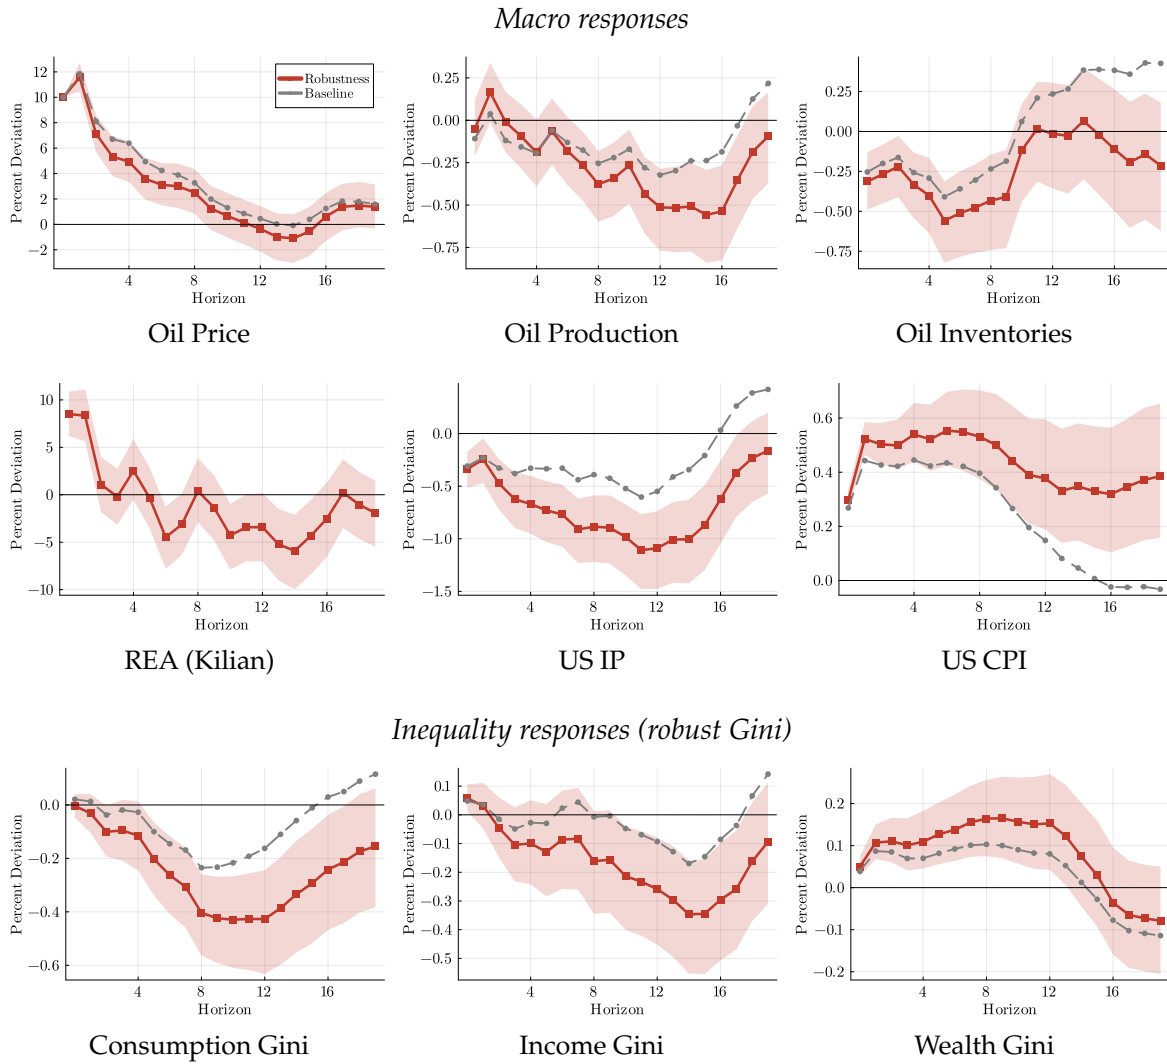 Macro responses
Percent Deviation
12
10
8
6
4
2
0
−2
4
8
12
16
Horizon
Robustness
Baseline
Oil Price
Percent Deviation
0.25
0.00
−0.25
−0.50
−0.75
4
8
12
16
Horizon
Oil Production
Percent Deviation
0.25
0.00
−0.25
−0.50
−0.75
4
8
12
16
Horizon
Oil Inventories
Percent Deviation
10
5
0
−5
−10
4
8
12
16
Horizon
REA (Kilian)
Percent Deviation
0.0
−0.5
−1.0
−1.5
4
8
12
16
Horizon
US IP
Percent Deviation
0.6
0.4
0.2
0.0
4
8
12
16
Horizon
US CPI
Inequality responses (robust Gini)
Percent Deviation
0.0
−0.2
−0.4
−0.6
4
8
12
16
Horizon
Consumption Gini
Percent Deviation
0.1
0.0
−0.1
−0.2
−0.3
−0.4
−0.5
4
8
12
16
Horizon
Income Gini
Percent Deviation
0.2
0.1
0.0
−0.1
−0.2
4
8
12
16
Horizon
Wealth Gini